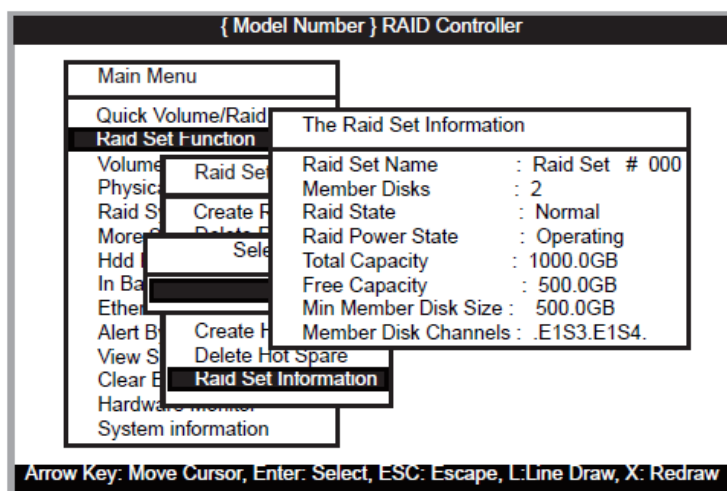 { Model Number } RAID Controller
Main Menu
Quick Volume/Raid
Raid Set Function
Volume
Physica
Raid Sy
More S
Hdd
In Ba
Ether
Alert B
View S
Clear E
Hardware Monitor
System information
Raid Set
Create R
Delete R
Sele
Create H
Delete Hot Spare
Raid Set Information
The Raid Set Information
Raid Set Name : Raid Set # 000
Member Disks : 2
Raid State : Normal
Raid Power State : Operating
Total Capacity : 1000.0GB
Free Capacity : 500.0GB
Min Member Disk Size : 500.0GB
Member Disk Channels : .E1S3.E1S4.
Arrow Key: Move Cursor, Enter: Select, ESC: Escape, L:Line Draw, X: Redraw